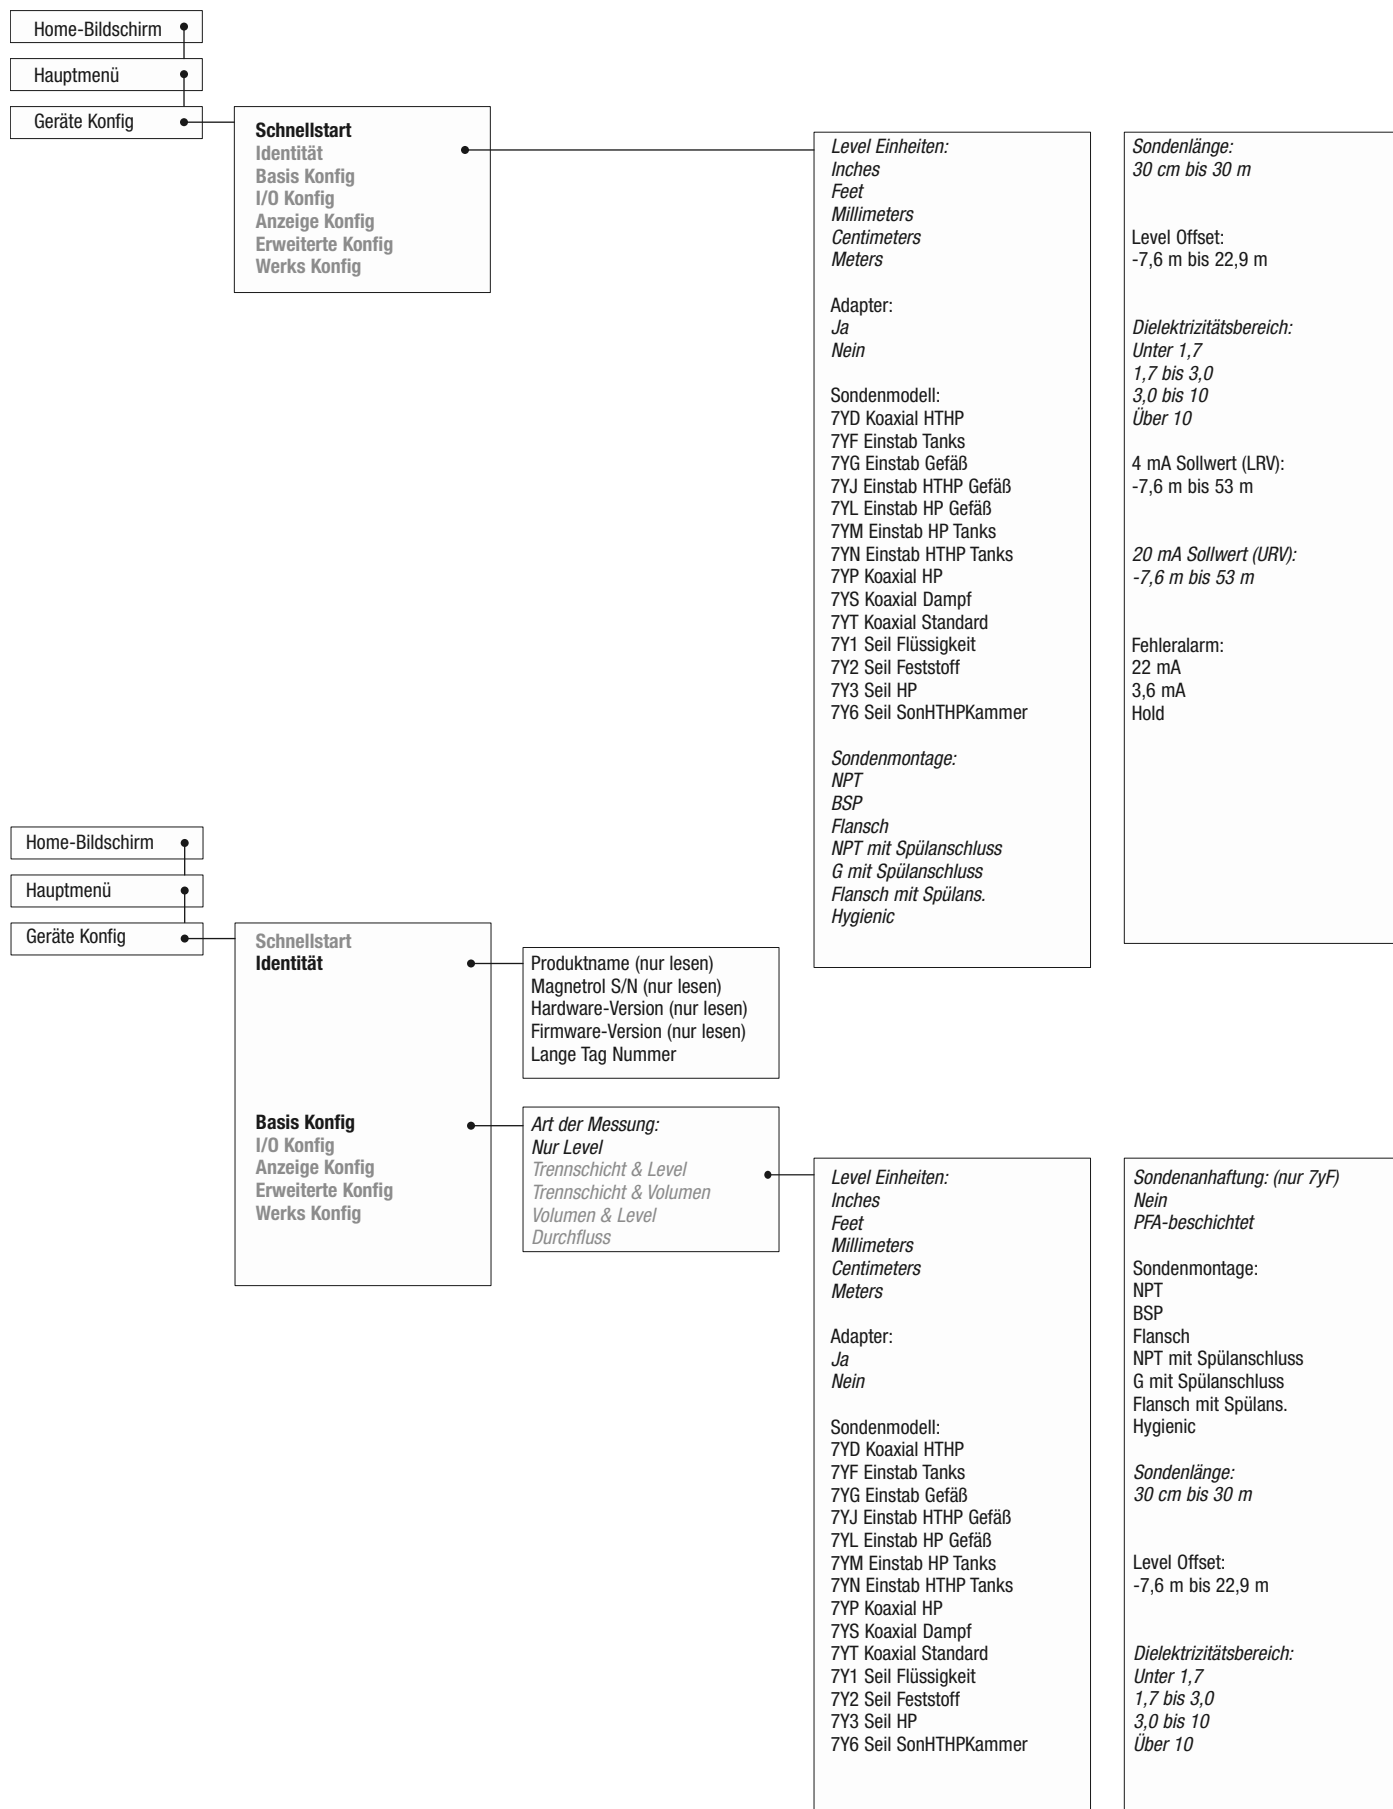 Home-Bildschirm
Hauptmenü
Geräte Konfig
Schnellstart
Identität
Basis Konfig
I/O Konfig
Anzeige Konfig
Erweiterte Konfig
Werks Konfig
Level Einheiten:
Inches
Feet
Millimeters
Centimeters
Meters
Adapter:
Ja
Nein
Sondenmodell:
7YD Koaxial HTHP
7YF Einstab Tanks
7YG Einstab Gefäß
7YJ Einstab HTHP Gefäß
7YL Einstab HP Gefäß
7YM Einstab HP Tanks
7YN Einstab HTHP Tanks
7YP Koaxial HP
7YS Koaxial Dampf
7YT Koaxial Standard
7Y1 Seil Flüssigkeit
7Y2 Seil Feststoff
7Y3 Seil HP
7Y6 Seil SonHTHPKammer
Sondenmontage:
NPT
BSP
Flansch
NPT mit Spülanschluss
G mit Spülanschluss
Flansch mit Spülans.
Hygienic
Sondenlänge:
30 cm bis 30 m
Level Offset:
-7,6 m bis 22,9 m
Dielektrizitätsbereich:
Unter 1,7
1,7 bis 3,0
3,0 bis 10
Über 10
4 mA Sollwert (LRV):
-7,6 m bis 53 m
20 mA Sollwert (URV):
-7,6 m bis 53 m
Fehleralarm:
22 mA
3,6 mA
Hold
Home-Bildschirm
Hauptmenü
Geräte Konfig
Schnellstart
Identität
Produktname (nur lesen)
Magnetrol S/N (nur lesen)
Hardware-Version (nur lesen)
Firmware-Version (nur lesen)
Lange Tag Nummer
Basis Konfig
I/O Konfig
Anzeige Konfig
Erweiterte Konfig
Werks Konfig
Art der Messung:
Nur Level
Trennschicht & Level
Trennschicht & Volumen
Volumen & Level
Durchfluss
Level Einheiten:
Inches
Feet
Millimeters
Centimeters
Meters
Adapter:
Ja
Nein
Sondenmodell:
7YD Koaxial HTHP
7YF Einstab Tanks
7YG Einstab Gefäß
7YJ Einstab HTHP Gefäß
7YL Einstab HP Gefäß
7YM Einstab HP Tanks
7YN Einstab HTHP Tanks
7YP Koaxial HP
7YS Koaxial Dampf
7YT Koaxial Standard
7Y1 Seil Flüssigkeit
7Y2 Seil Feststoff
7Y3 Seil HP
7Y6 Seil SonHTHPKammer
Sondenanhaftung: (nur 7yF)
Nein
PFA-beschichtet
Sondenmontage:
NPT
BSP
Flansch
NPT mit Spülanschluss
G mit Spülanschluss
Flansch mit Spülans.
Hygienic
Sondenlänge:
30 cm bis 30 m
Level Offset:
-7,6 m bis 22,9 m
Dielektrizitätsbereich:
Unter 1,7
1,7 bis 3,0
3,0 bis 10
Über 10